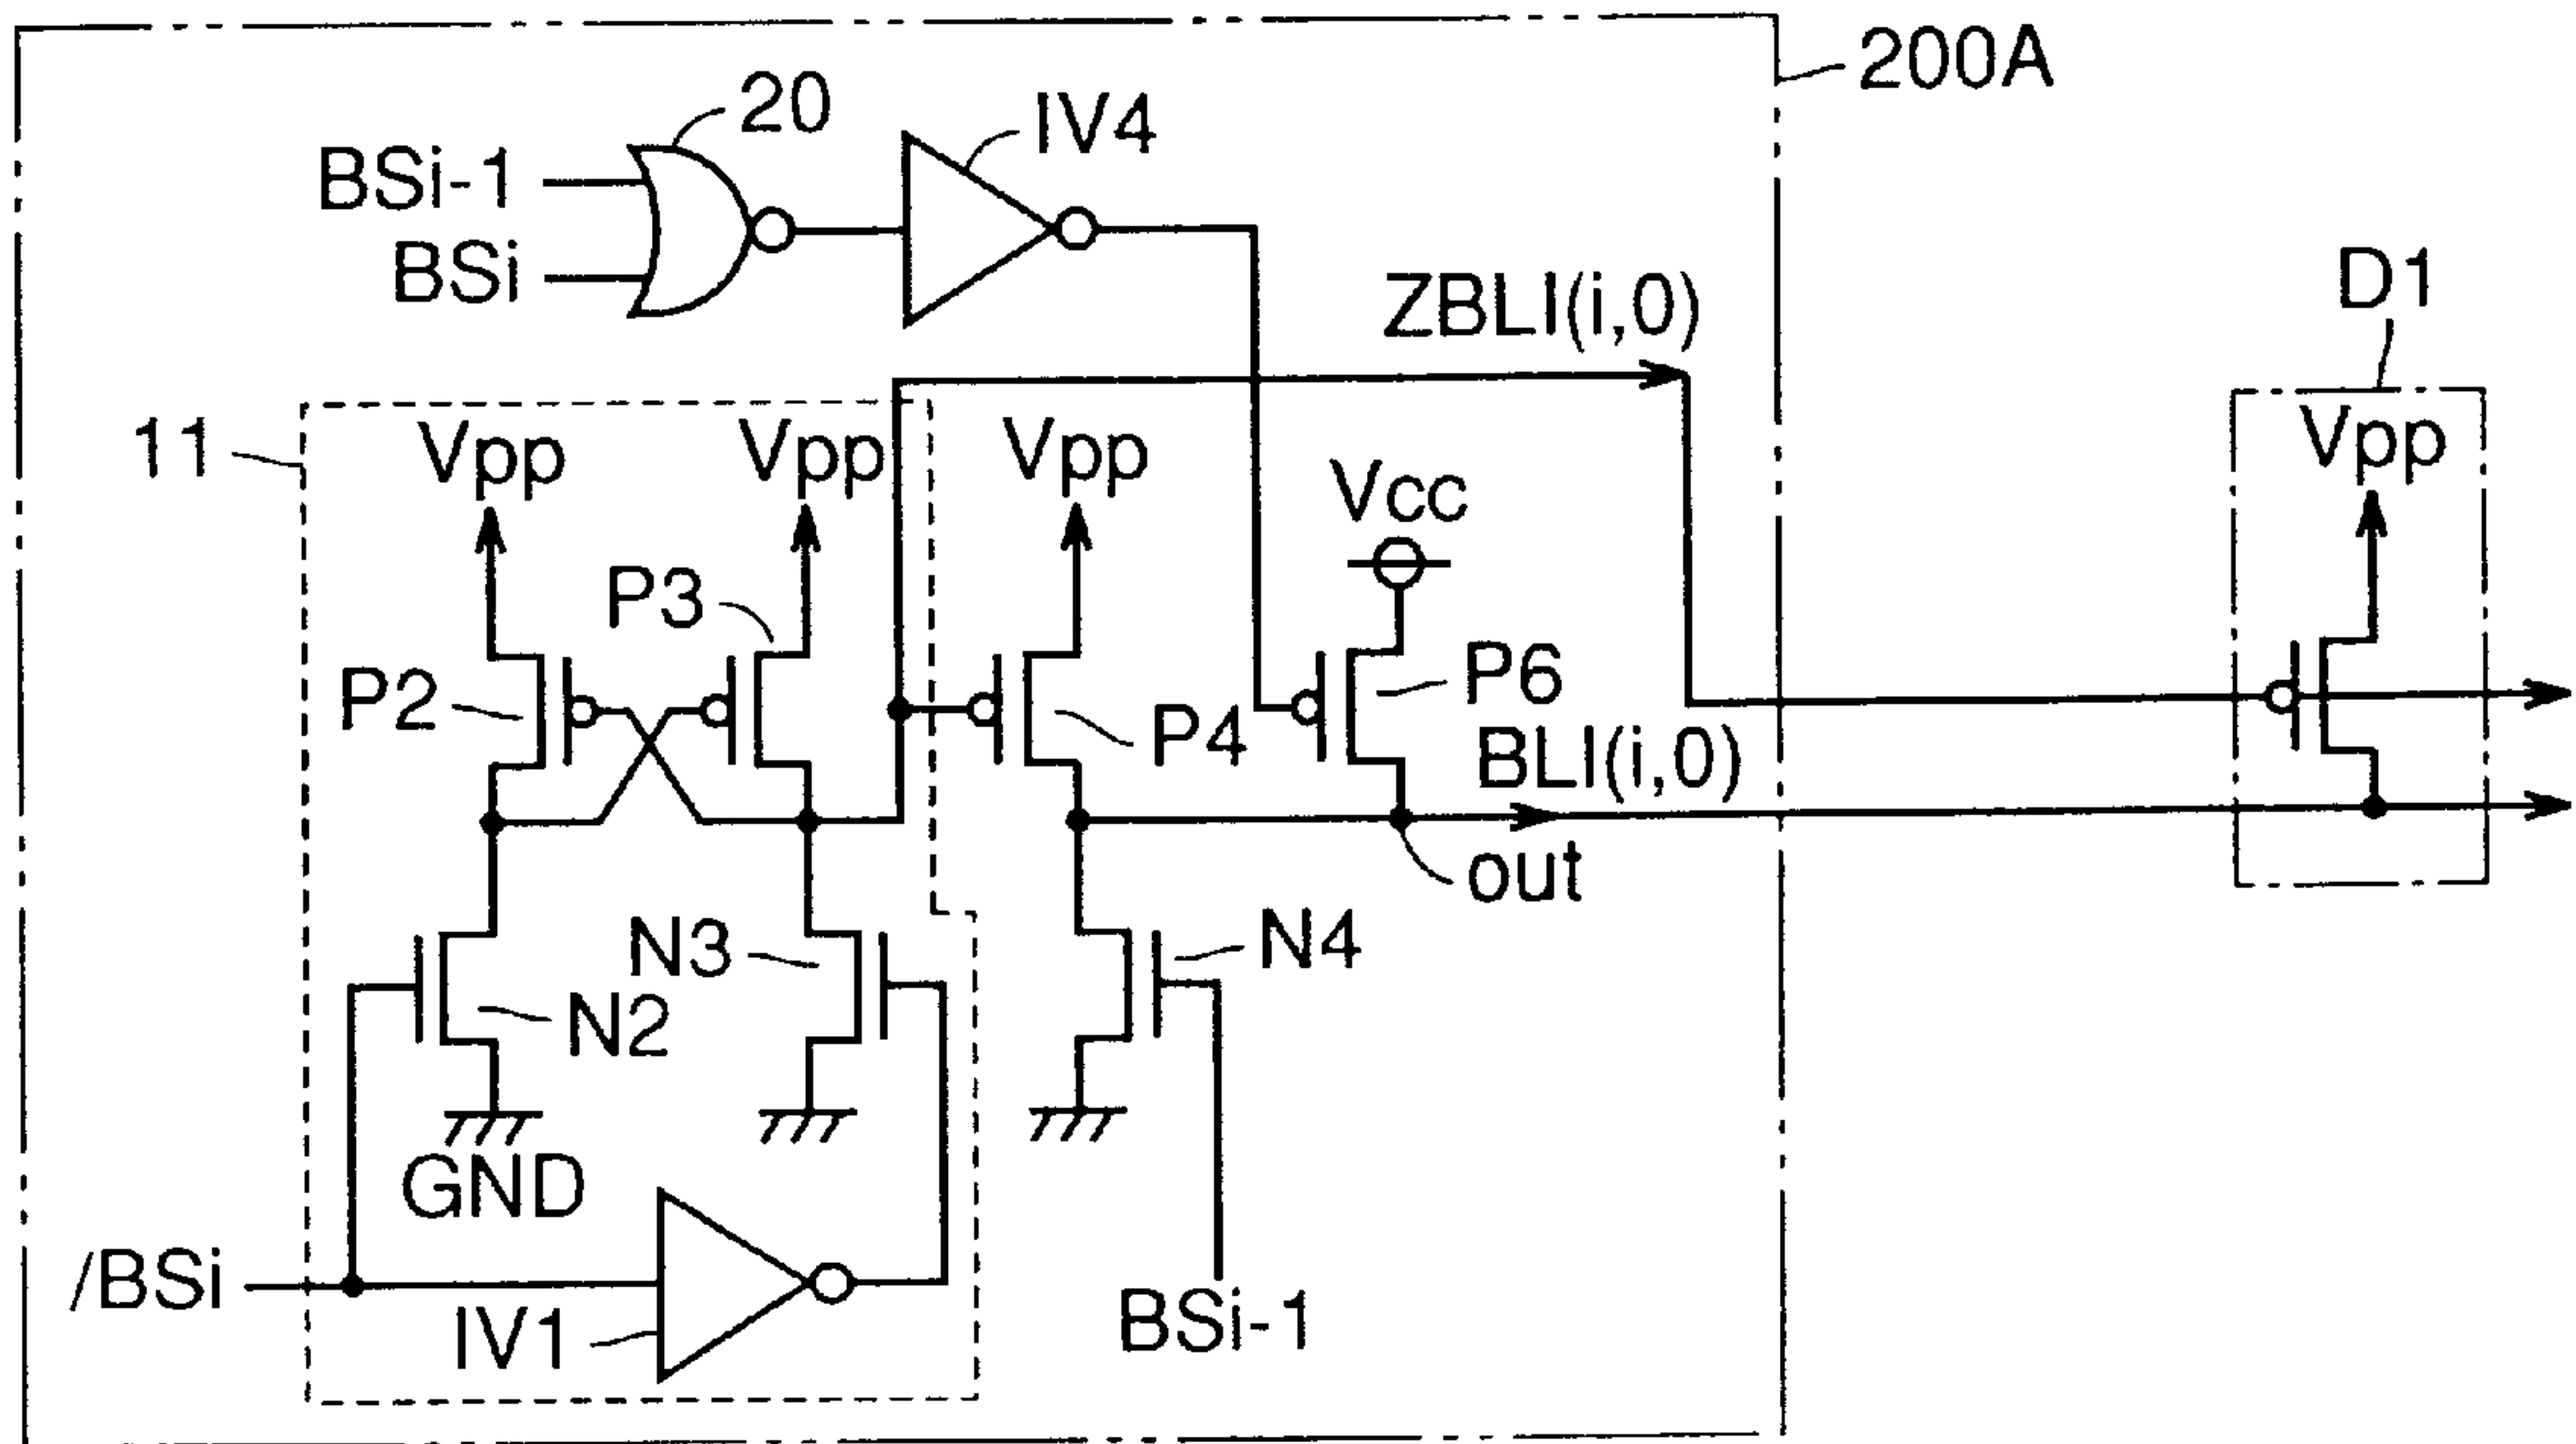 200A
20
IV4
BSi-1
BSi
ZBLI(i,0)
D1
11
Vpp
Vpp
Vpp
Vcc
Vpp
P3
P2
P4
P6
BLI(i,0)
out
N3
N4
N2
GND
/BSi
IV1
BSi-1